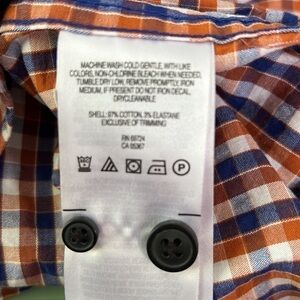 MACHINE WASH COLD GENTLE, WITH LIKE
COLORS, NON-CHLORINE BLEACH WHEN NEEDED,
TUMBLE DRY LOW, REMOVE PROMPTLY, IRON
MEDIUM, IF PRESENT DO NOT IRON DECAL.
DRYCLEANABLE
SHELL: 97% COTTON, 3% ELASTANE
EXCLUSIVE OF TRIMMING
RN 69724
CA 05367
P